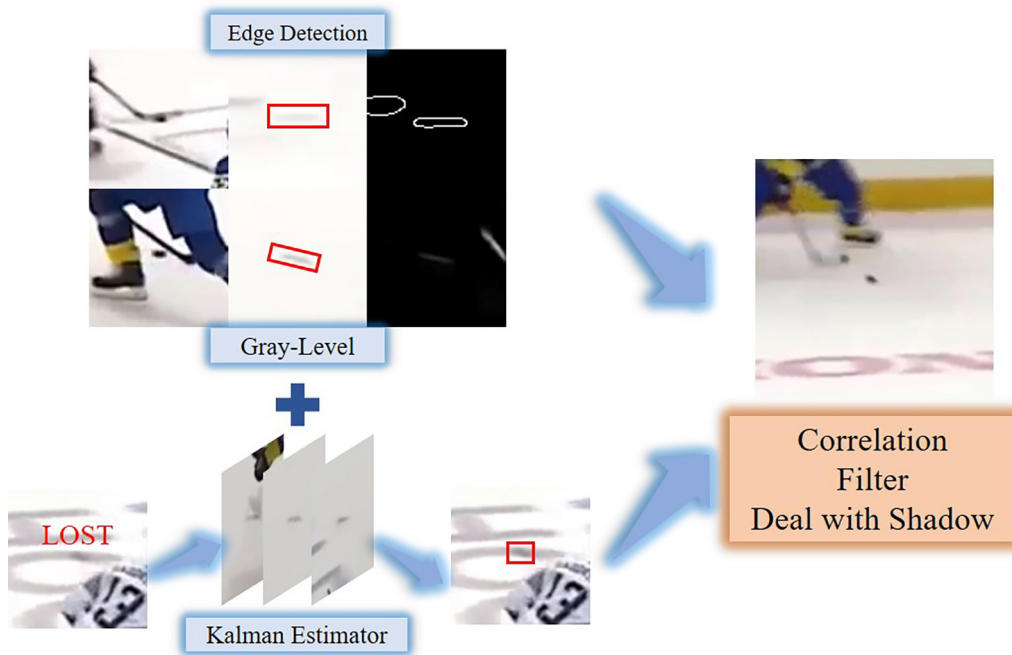 Edge Detection
Gray-Level
LOST
Kalman Estimator
Correlation
Filter
Deal with Shadow